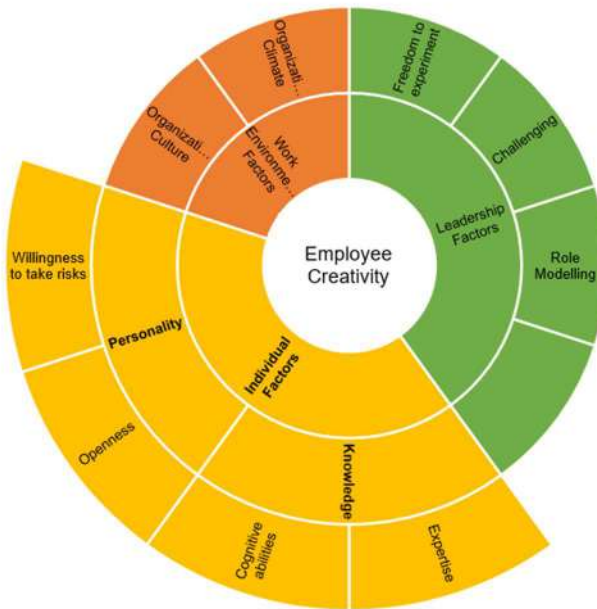 Organizati…
Climate
Freedom to
experiment
Organizati…
Culture
Work
Environme…
Factors
Challenging
Leadership
Factors
Role
Modelling
Employee
Creativity
Willingness
to take risks
Personality
Individual
Factors
Openness
Knowledge
Cognitive
abilities
Expertise